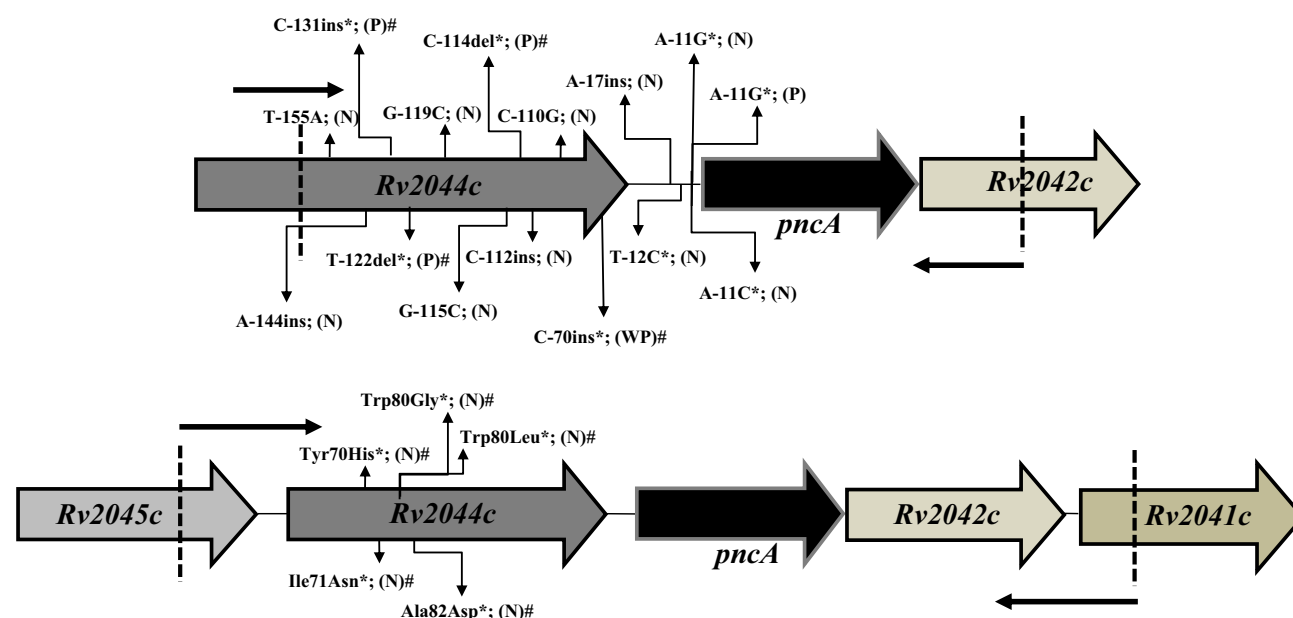 C-131ins*; (P)#
C-114del*; (P)#
A-11G*; (N)
A-17ins; (N)
A-11G*; (P)
T-155A; (N)
G-119C; (N)
C-110G; (N)
Rv2044c
pncA
Rv2042c
T-122del*; (P)#
C-112ins; (N)
T-12C*; (N)
A-11C*; (N)
A-144ins; (N)
G-115C; (N)
C-70ins*; (WP)#
Trp80Gly*; (N)#
Tyr70His*; (N)#
Trp80Leu*; (N)#
Rv2045c
Rv2044c
pncA
Rv2042c
Rv2041c
Ile71Asn*; (N)#
Ala82Asp*; (N)#